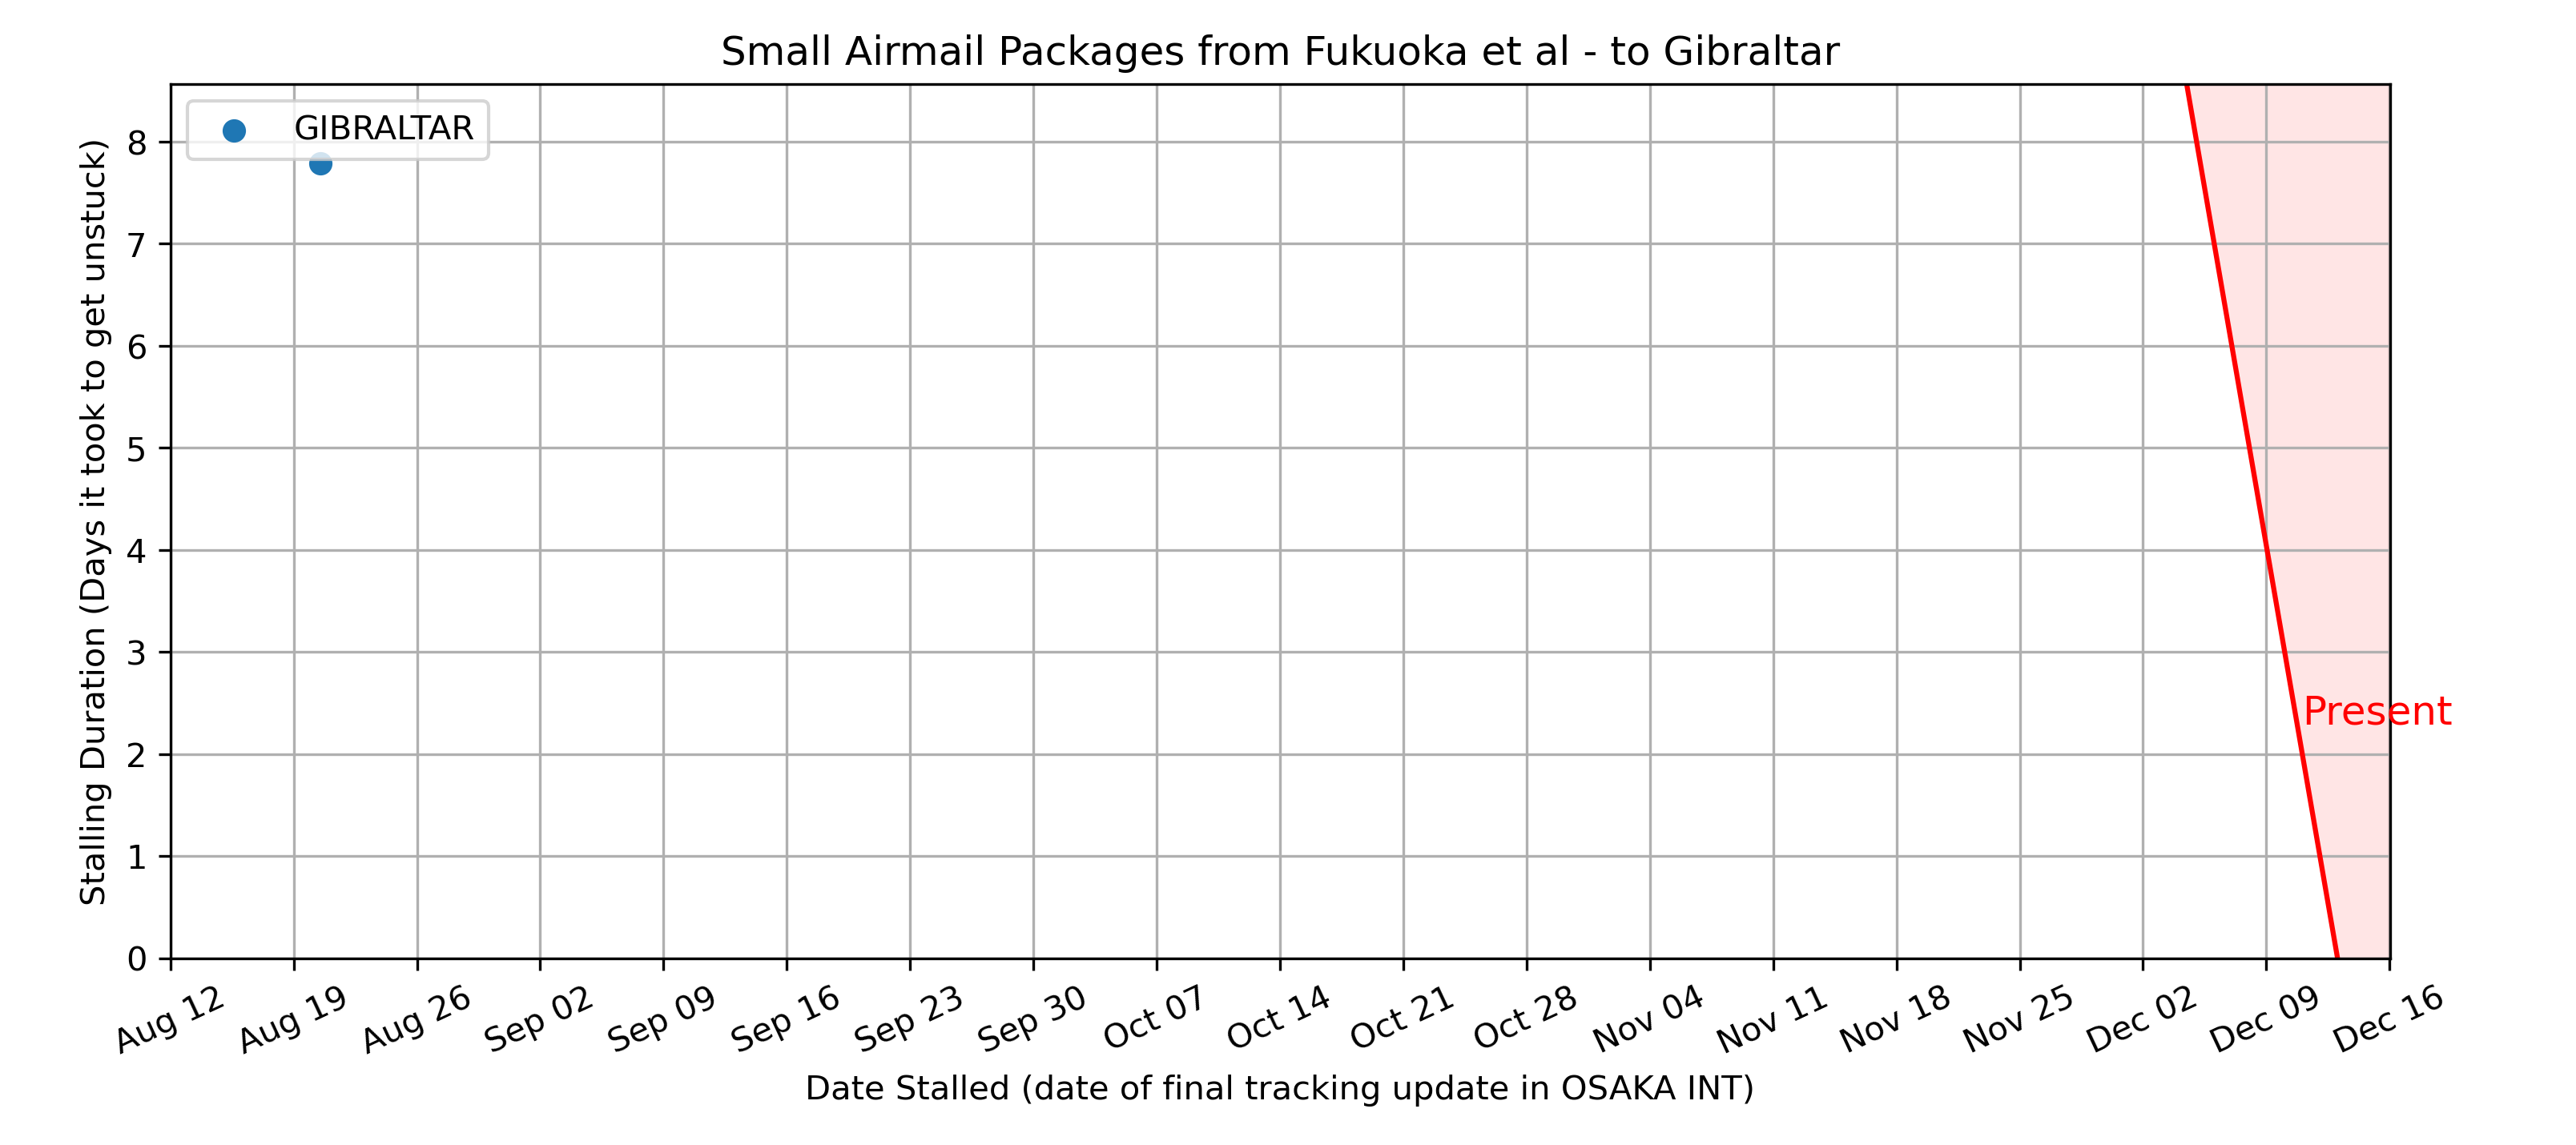 Small Airmail Packages from Fukuoka et al - to Gibraltar
GIBRALTAR
Stalling Duration (Days it took to get unstuck)
8
7
6
5
4
3
2
1
0
Present
Aug 12 Aug 19 Aug 26 Sep 02 Sep 09 Sep 16 Sep 23 Sep 30 Oct 07 Oct 14 Oct 21 Oct 28 Nov 04 Nov 11 Nov 18 Nov 25 Dec 02 Dec 09 Dec 16
Date Stalled (date of final tracking update in OSAKA INT)